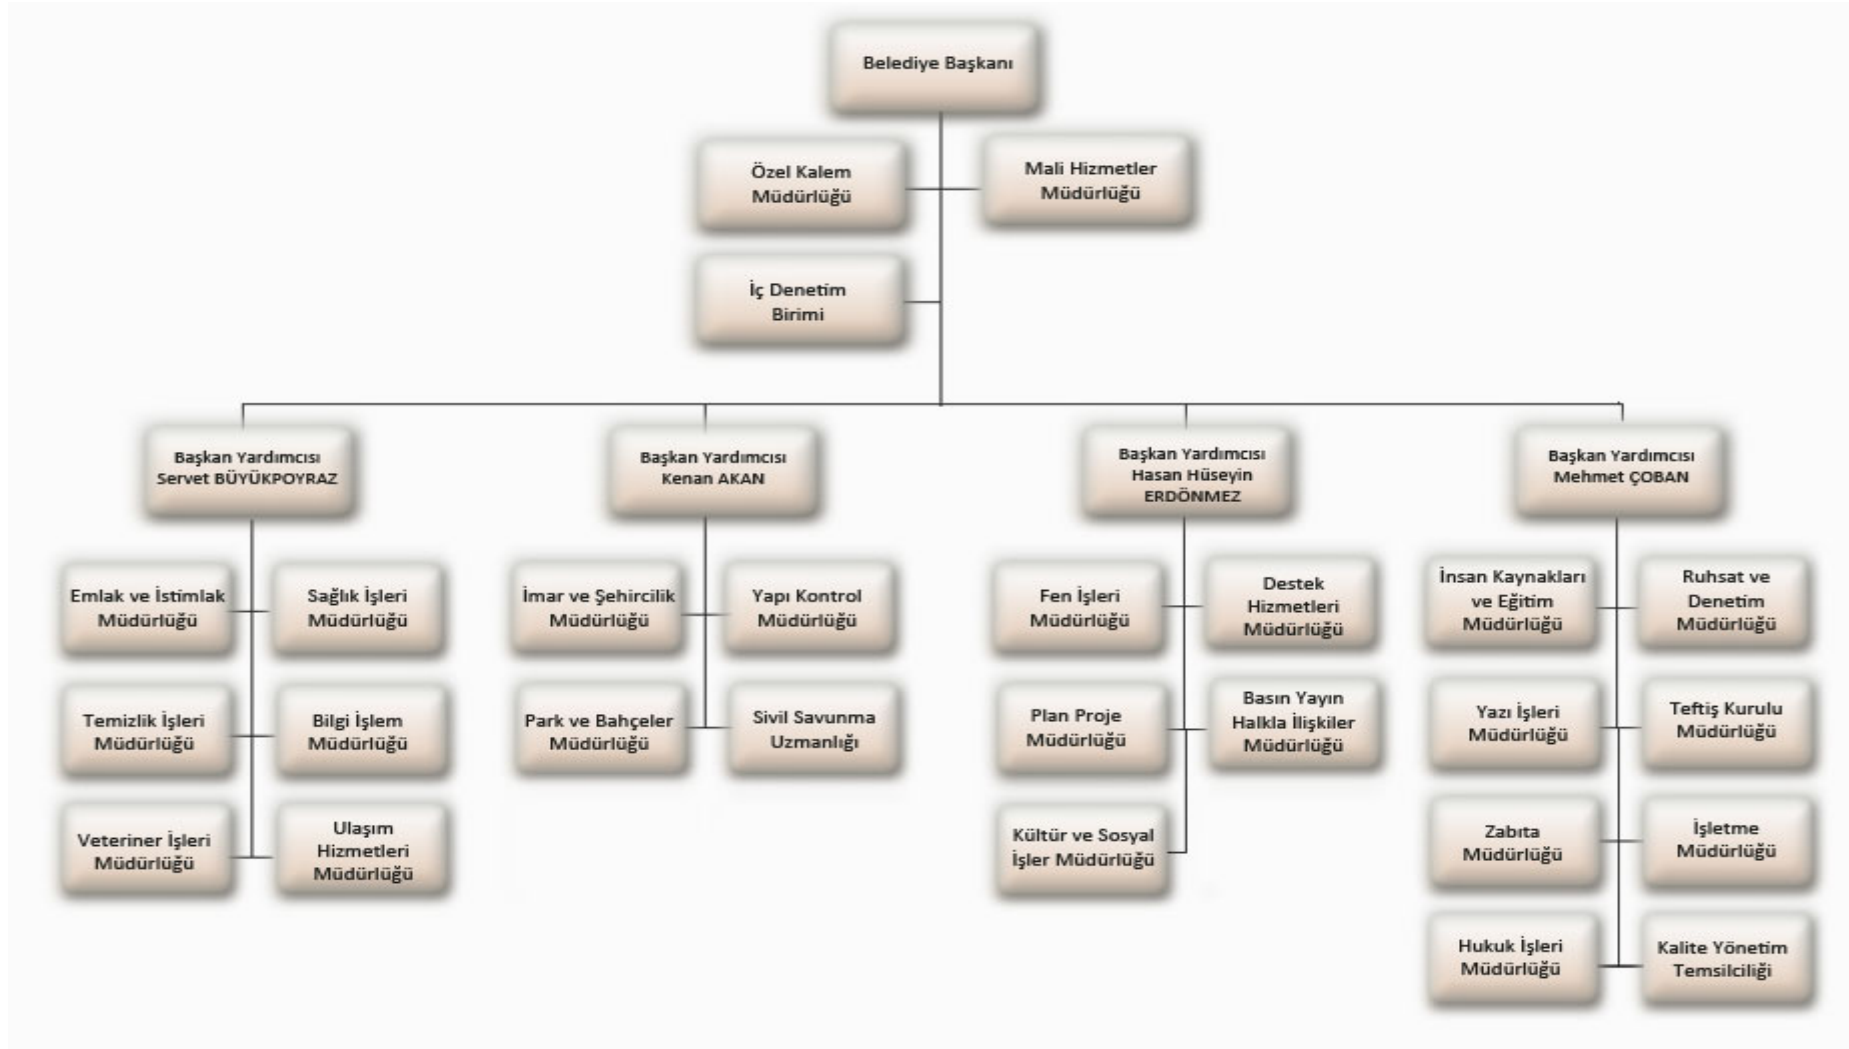 Belediye Başkanı
Özel Kalem
Müdürlüğü
Mali Hizmetler
Müdürlüğü
İç Denetim
Birimi
Başkan Yardımcısı
Servet BÜYÜKPOYRAZ
Başkan Yardımcısı
Kenan AKAN
Başkan Yardımcısı
Hasan Hüseyin
ERDÖNMEZ
Başkan Yardımcısı
Mehmet ÇOBAN
Emlak ve İstimlak
Müdürlüğü
Sağlık İşleri
Müdürlüğü
Temizlik İşleri
Müdürlüğü
Bilgi İşlem
Müdürlüğü
Veteriner İşleri
Müdürlüğü
Ulaşım
Hizmetleri
Müdürlüğü
İmar ve Şehircilik
Müdürlüğü
Yapı Kontrol
Müdürlüğü
Park ve Bahçeler
Müdürlüğü
Sivil Savunma
Uzmanlığı
Fen İşleri
Müdürlüğü
Destek
Hizmetleri
Müdürlüğü
Plan Proje
Müdürlüğü
Basın Yayın
Halkla İlişkiler
Müdürlüğü
Kültür ve Sosyal
İşler Müdürlüğü
İnsan Kaynakları
ve Eğitim
Müdürlüğü
Ruhsat ve
Denetim
Müdürlüğü
Yazı İşleri
Müdürlüğü
Teftiş Kurulu
Müdürlüğü
Zabıta
Müdürlüğü
İşletme
Müdürlüğü
Hukuk İşleri
Müdürlüğü
Kalite Yönetim
Temsilciliği